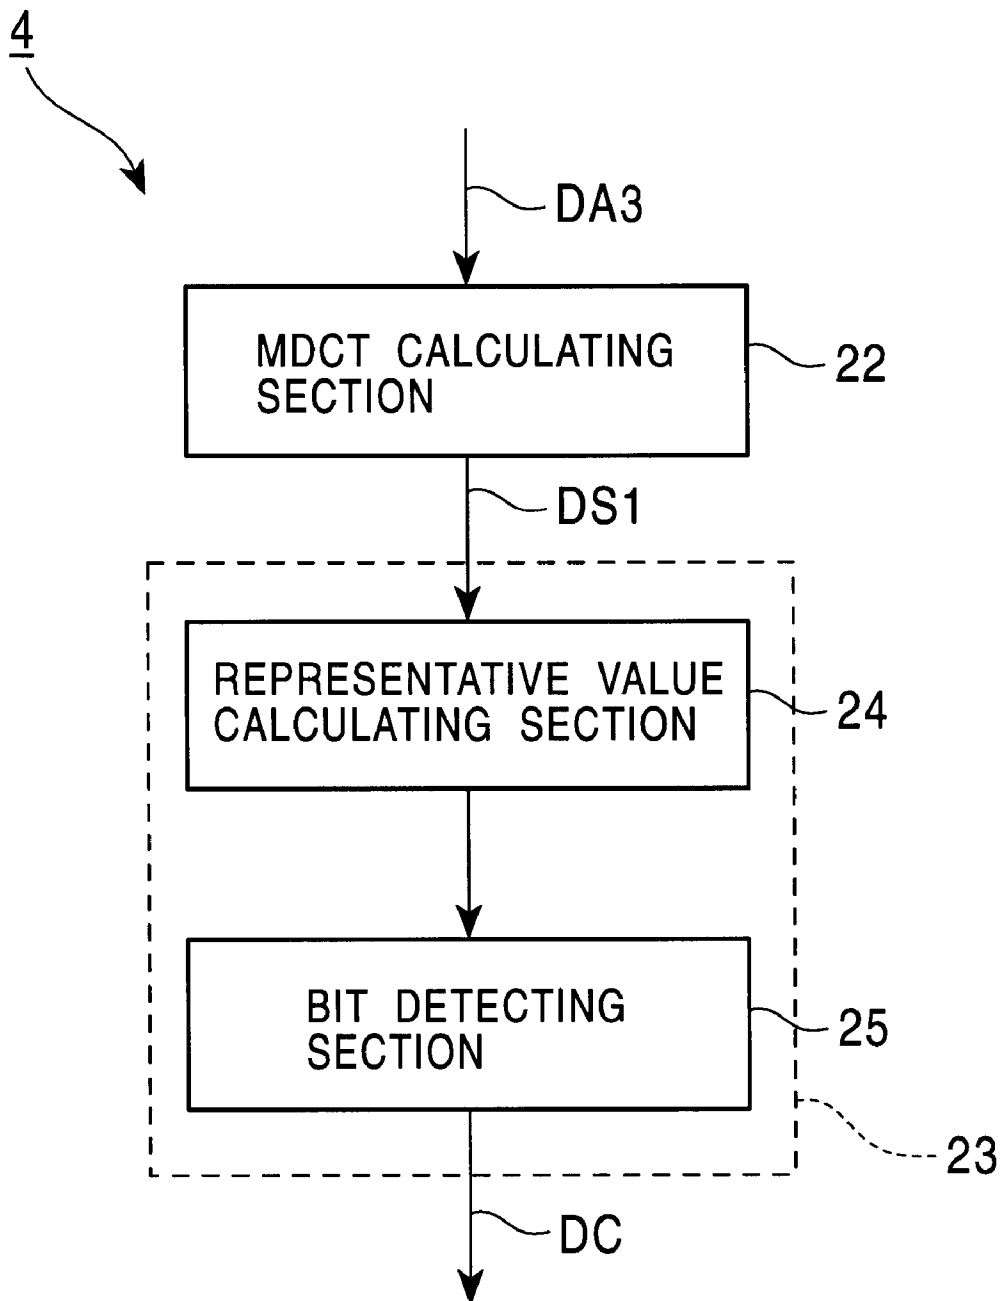 4
DA3
MDCT CALCULATING
SECTION
22
DS1
REPRESENTATIVE VALUE
CALCULATING SECTION
24
BIT DETECTING
SECTION
25
23
DC